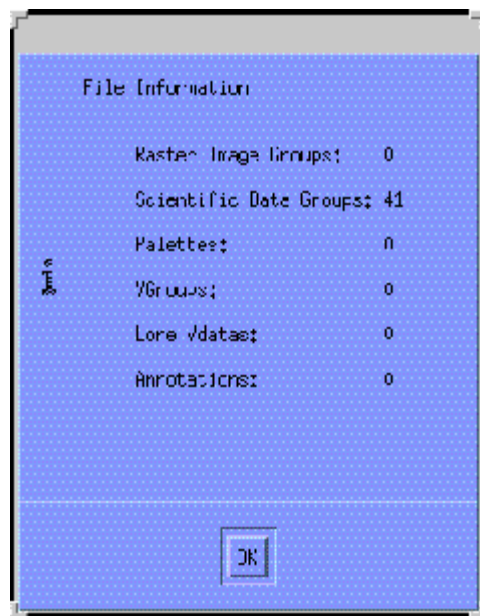 File Information
Raster Image Groups: 0
Scientific Data Groups: 41
Palettes: 0
VGroups: 0
Lone Vdatas: 0
Annotations: 0
OK